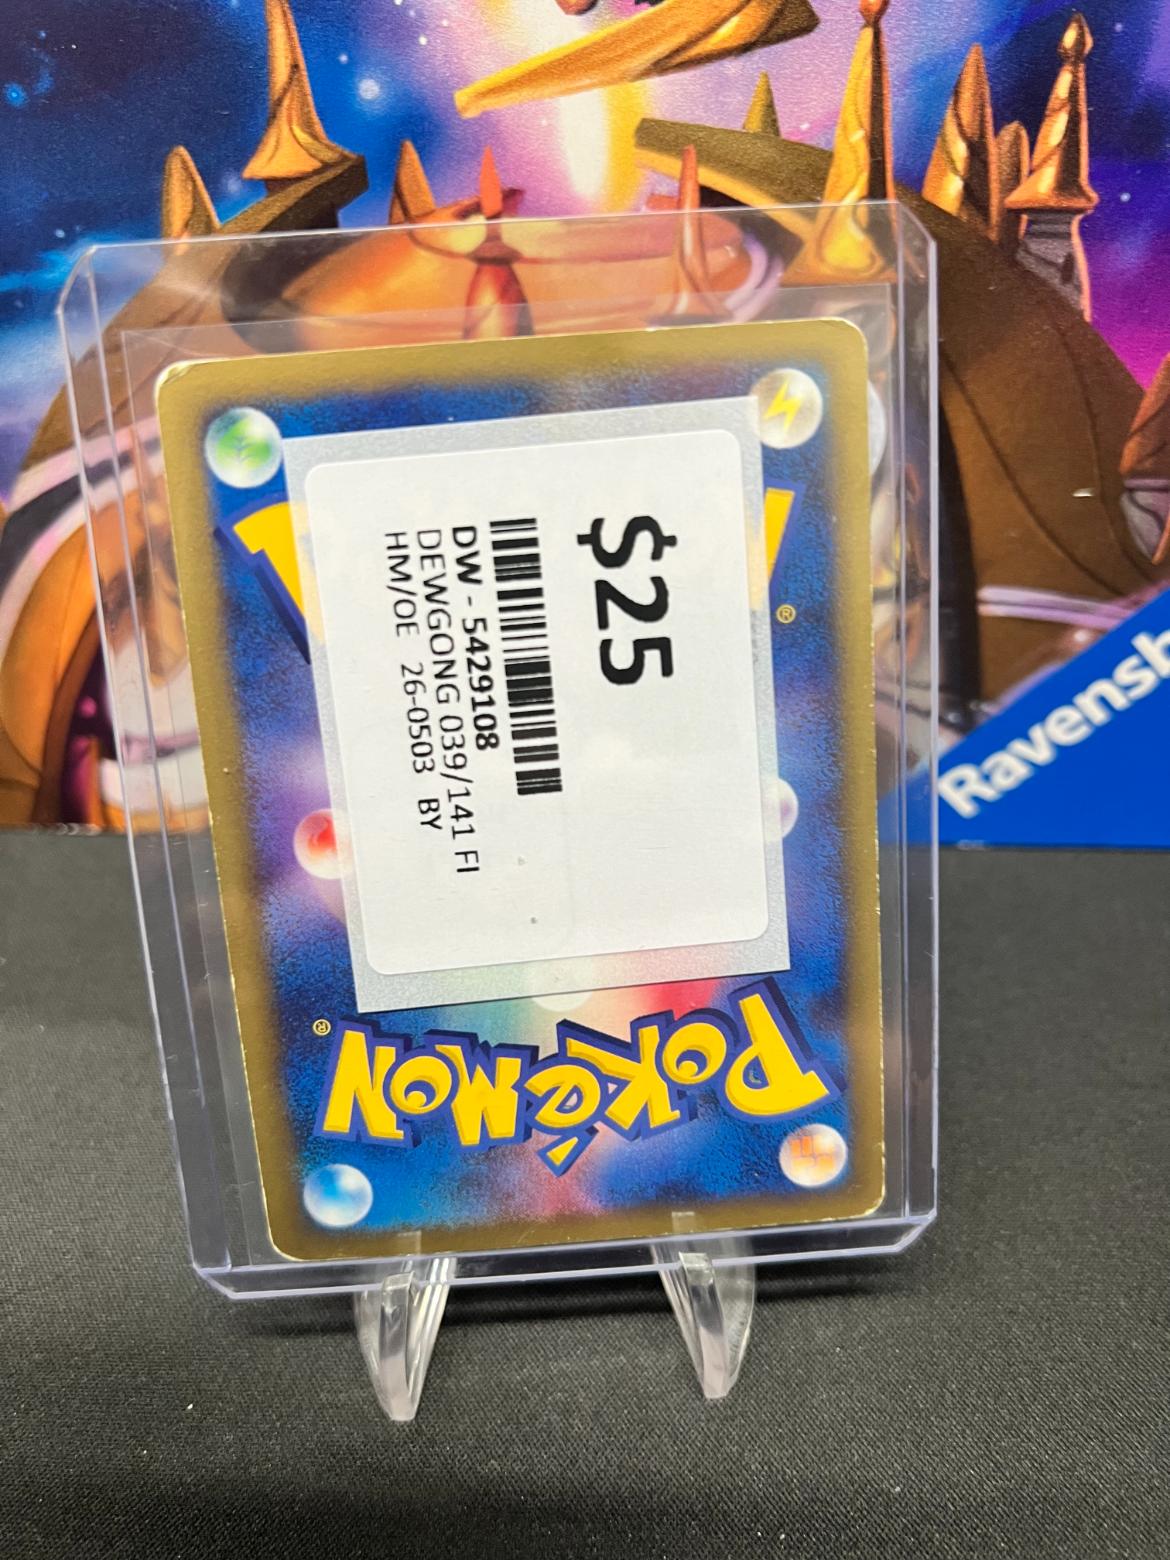 $25
DW - 5429108
DEWGONG 039/141 FI
HM/OE 26-0503 BY
®
POKéMON
®
Ravensb